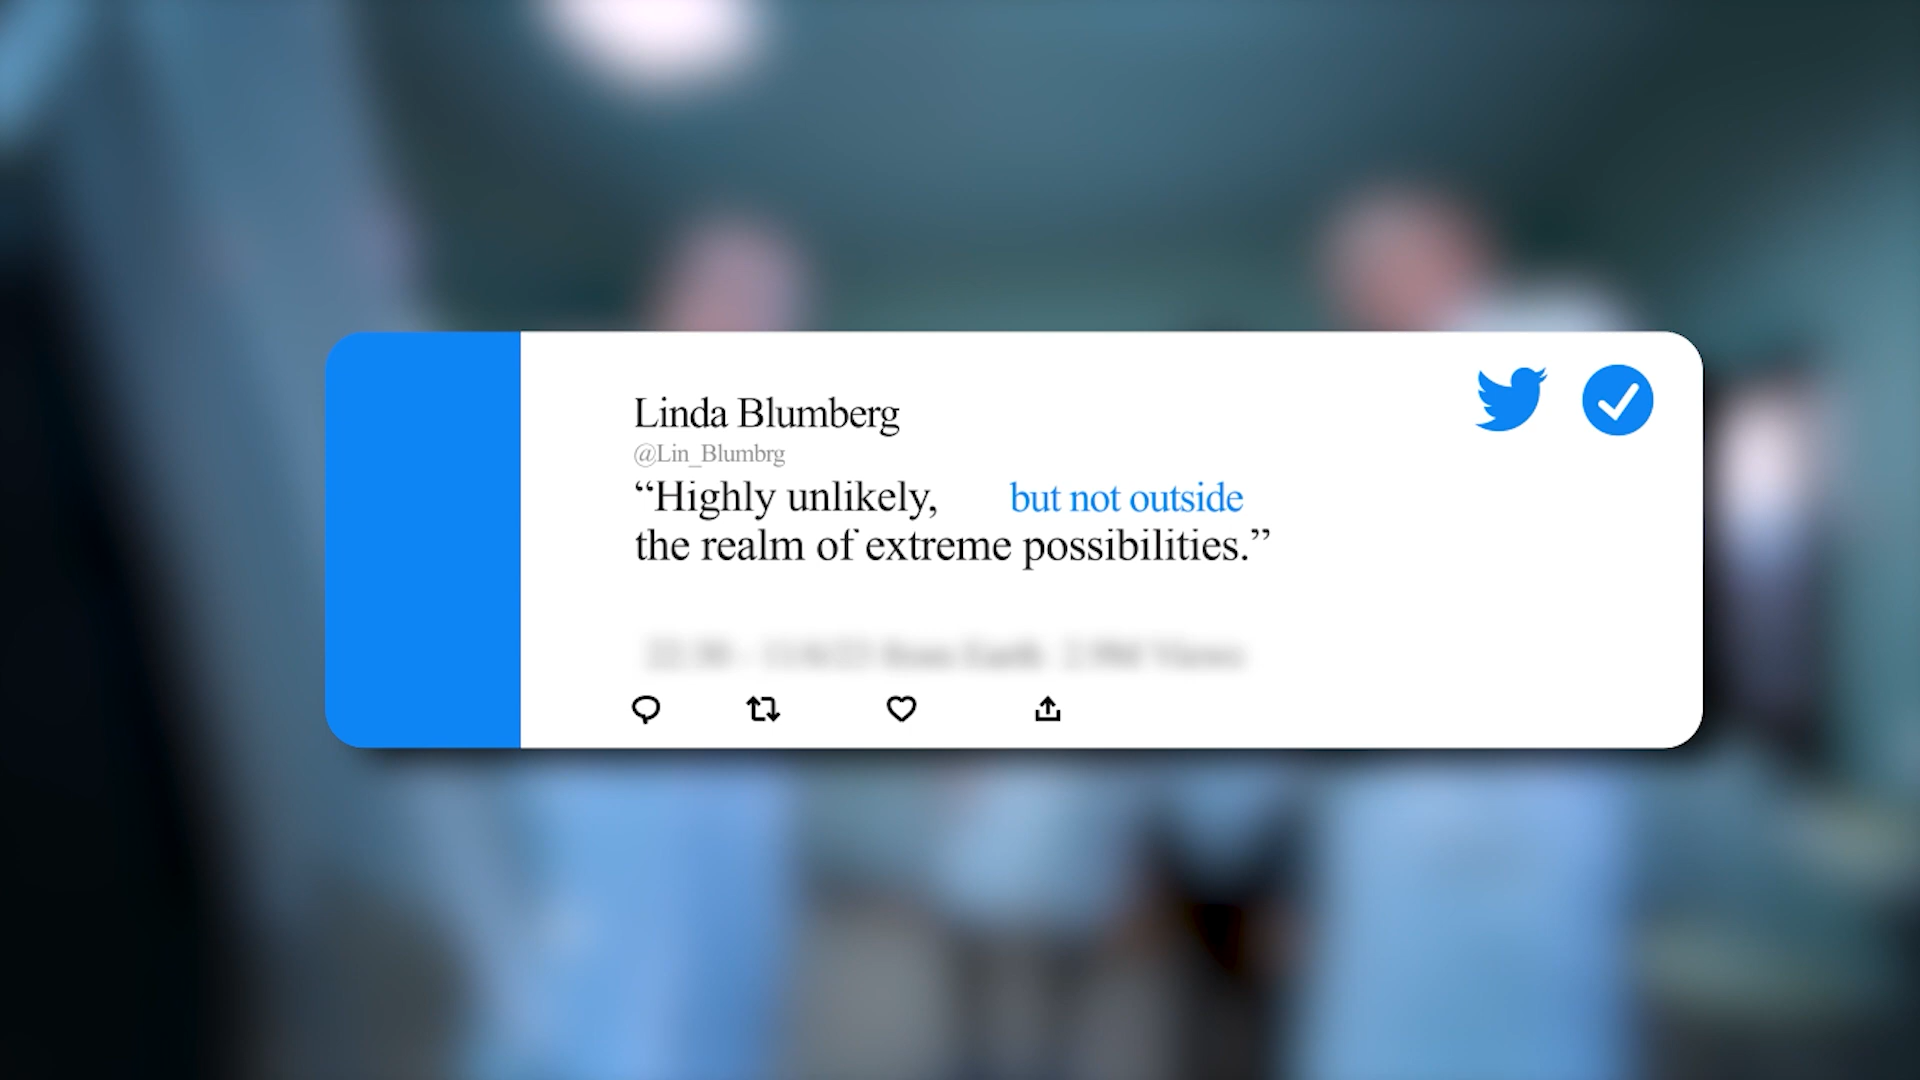 Linda Blumberg
@Lin_Blumbrg
“Highly unlikely, but not outside
the realm of extreme possibilities.”